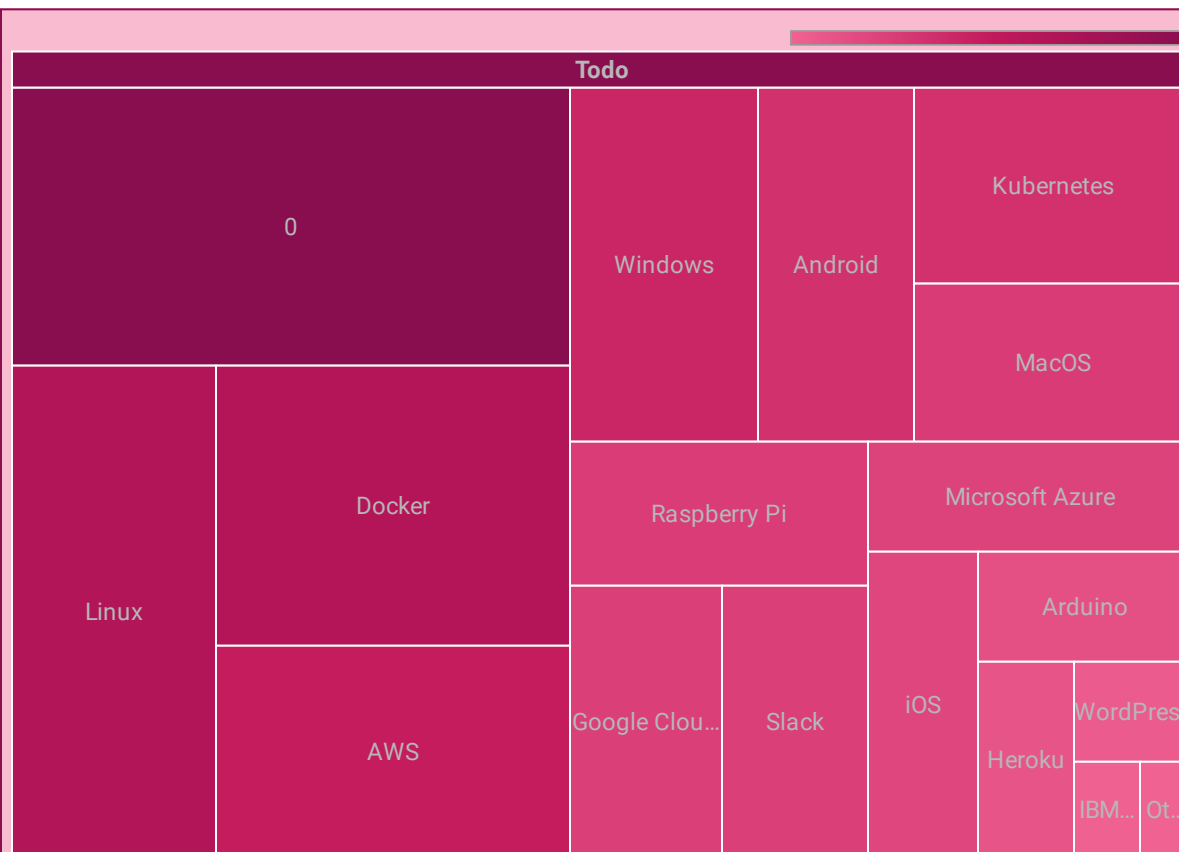 Todo
0
Windows
Android
Kubernetes
MacOS
Linux
Docker
AWS
Raspberry Pi
Microsoft Azure
Google Clou...
Slack
iOS
Arduino
Heroku
WordPres
IBM...
Ot..